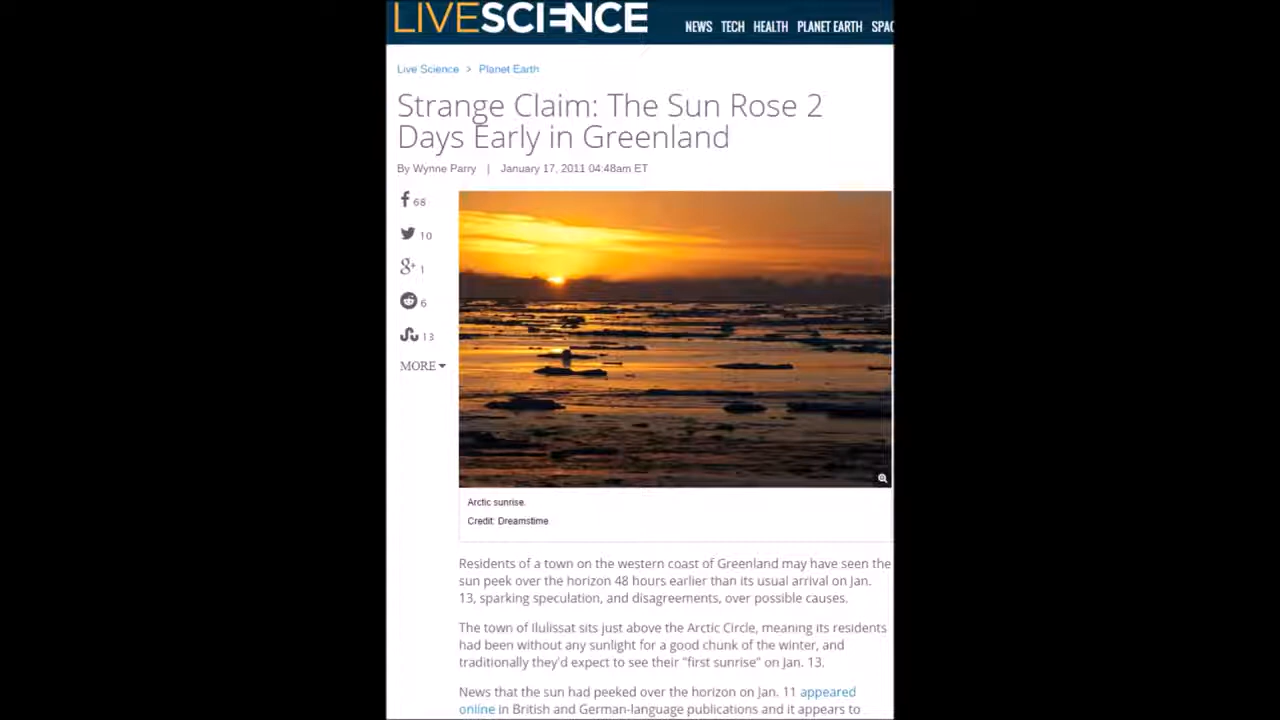 LIVESCIENCE
NEWS TECH HEALTH PLANET EARTH
Live Science > Planet Earth
Strange Claim: The Sun Rose 2
Days Early in Greenland
By Wynne Parry | January 17, 2011 04:48am ET
68
10
1
6
13
MORE
Arctic sunrise.
Credit: Dreamstime
Residents of a town on the western coast of Greenland may have seen the
sun peek over the horizon 48 hours earlier than its usual arrival on Jan.
13, sparking speculation, and disagreements, over possible causes.
The town of Ilulissat sits just above the Arctic Circle, meaning its residents
had been without any sunlight for a good chunk of the winter, and
traditionally they'd expect to see their "first sunrise" on Jan. 13.
News that the sun had peeked over the horizon on Jan. 11 appeared
online in British and German-language publications and it appears to